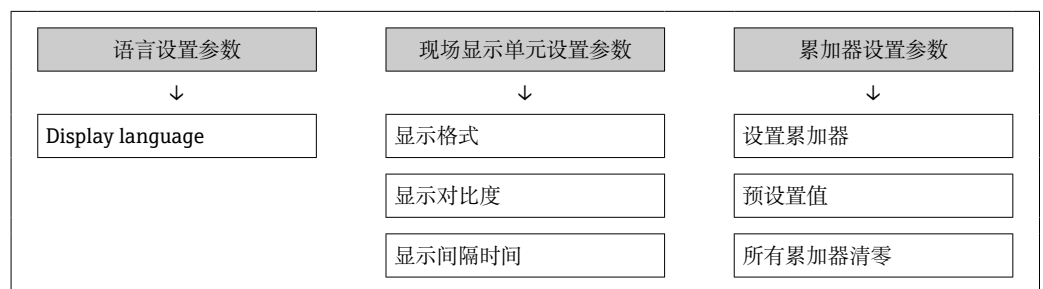 语言设置参数
Display language
现场显示单元设置参数
显示格式
显示对比度
显示间隔时间
累加器设置参数
设置累加器
预设置值
所有累加器清零